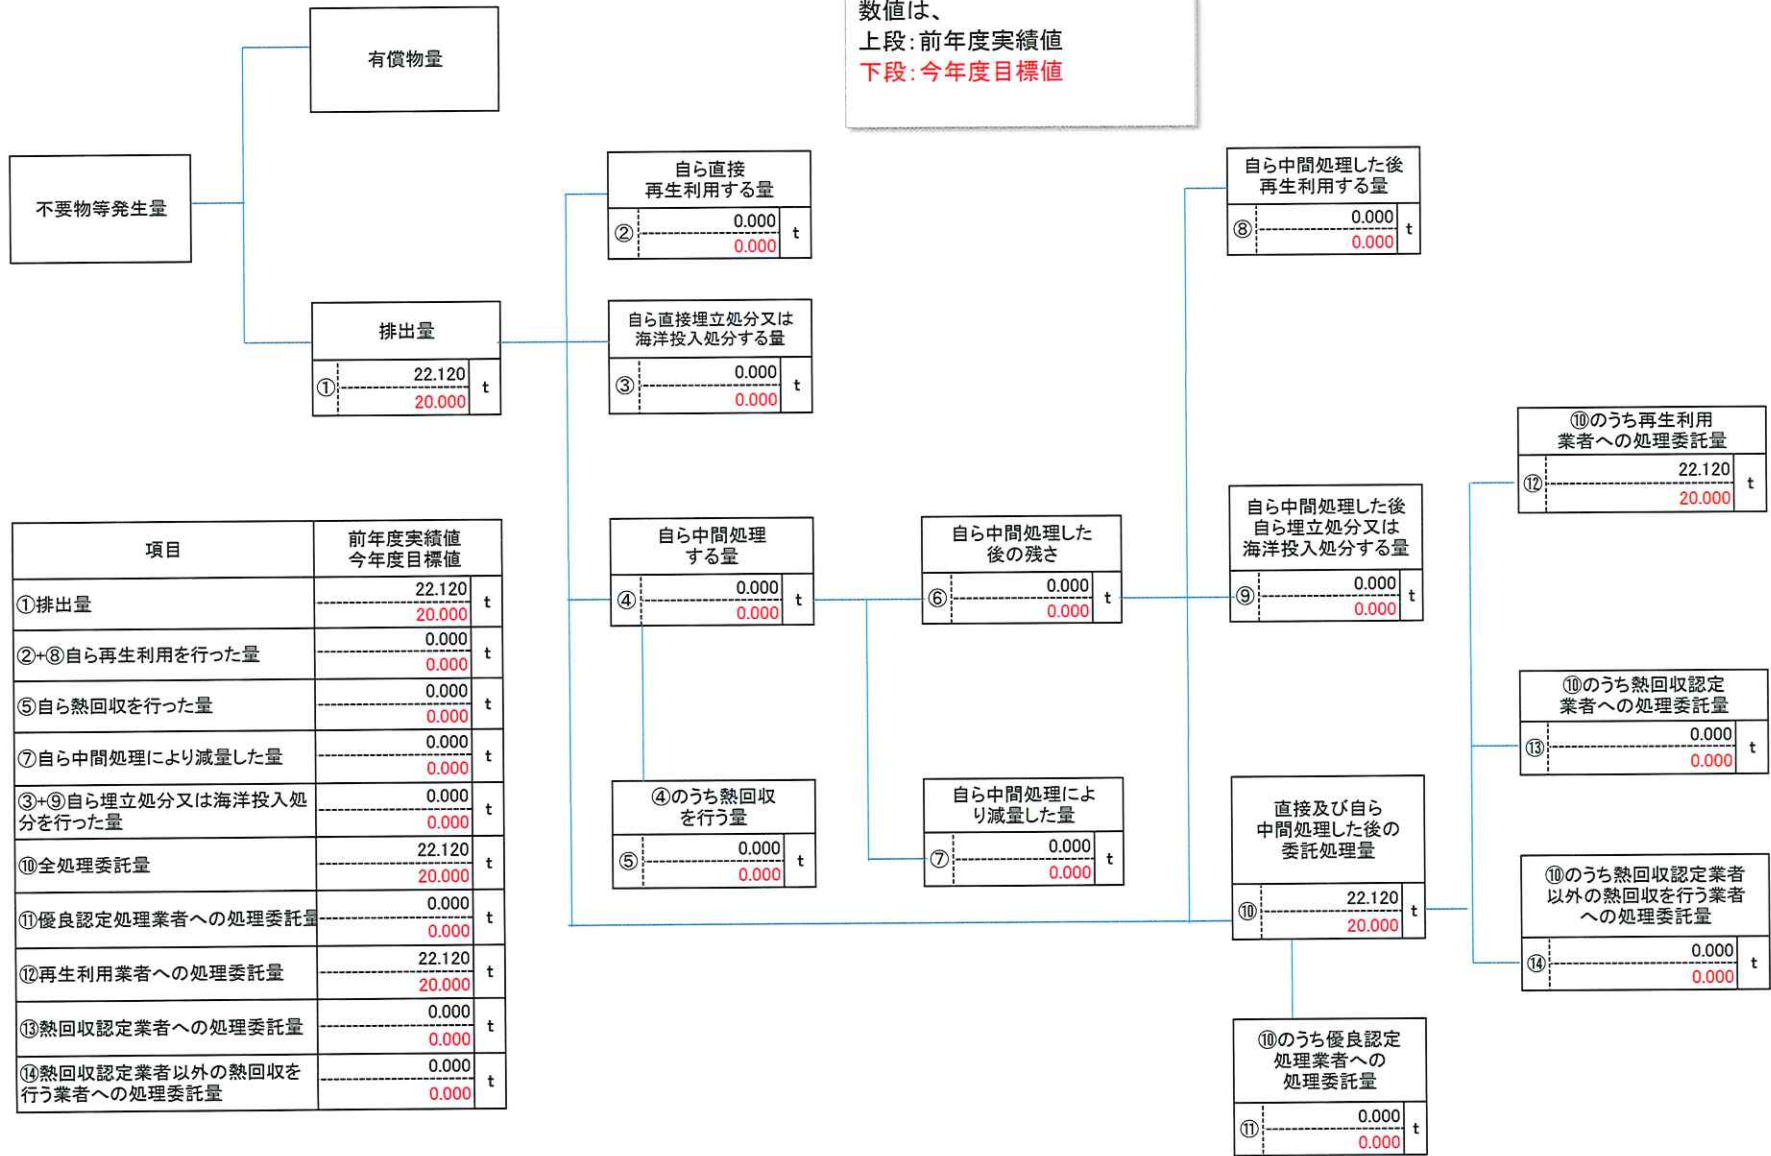 数値は、
上段:前年度実績値
下段:今年度目標値
有償物量
不要物等発生量
排出量
① 22.120 t
20.000
自ら直接
再生利用する量
② 0.000 t
0.000
自ら直接埋立処分又は
海洋投入処分する量
③ 0.000 t
0.000
自ら中間処理
する量
④ 0.000 t
0.000
④のうち熱回収
を行う量
⑤ 0.000 t
0.000
自ら中間処理した
後の残さ
⑥ 0.000 t
0.000
自ら中間処理によ
り減量した量
⑦ 0.000 t
0.000
自ら中間処理した後
再生利用する量
⑧ 0.000 t
0.000
自ら中間処理した後
自ら埋立処分又は
海洋投入処分する量
⑨ 0.000 t
0.000
直接及び自ら
中間処理した後の
委託処理量
⑩ 22.120 t
20.000
⑩のうち優良認定
処理業者への
処理委託量
⑪ 0.000 t
0.000
⑩のうち再生利用
業者への処理委託量
⑫ 22.120 t
20.000
⑩のうち熱回収認定
業者への処理委託量
⑬ 0.000 t
0.000
⑩のうち熱回収認定業者
以外の熱回収を行う業者
への処理委託量
⑭ 0.000 t
0.000
項目 前年度実績値
今年度目標値
①排出量 22.120 t
20.000
②+⑧自ら再生利用を行った量 0.000 t
0.000
⑤自ら熱回収を行った量 0.000 t
0.000
⑦自ら中間処理により減量した量 0.000 t
0.000
③+⑨自ら埋立処分又は海洋投入処 0.000 t
分を行った量 0.000
⑩全処理委託量 22.120 t
20.000
⑪優良認定処理業者への処理委託量 0.000 t
0.000
⑫再生利用業者への処理委託量 22.120 t
20.000
⑬熱回収認定業者への処理委託量 0.000 t
0.000
⑭熱回収認定業者以外の熱回収を 0.000 t
行う業者への処理委託量 0.000